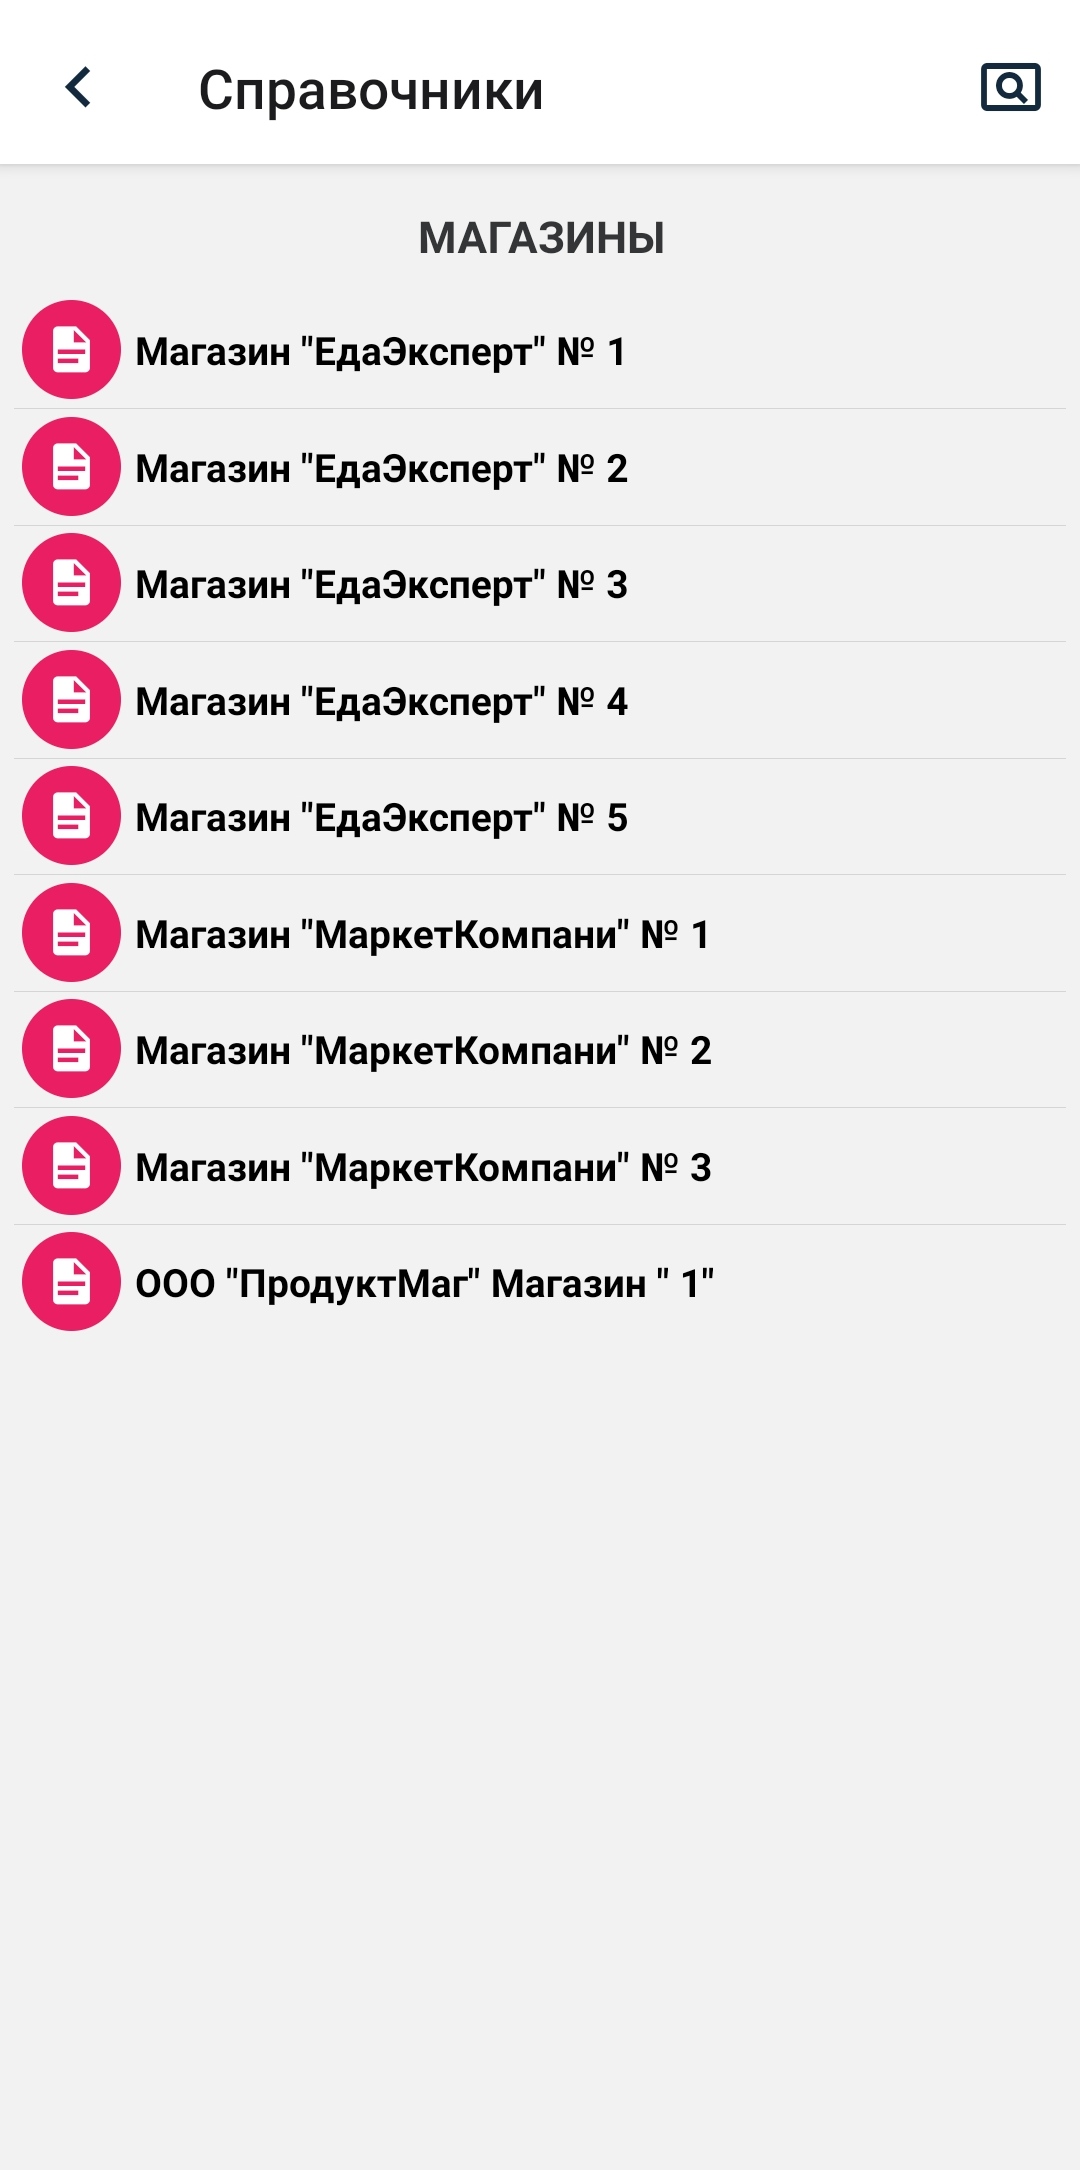 Справочники
МАГАЗИНЫ
Магазин "ЕдаЭксперт" № 1
Магазин "ЕдаЭксперт" № 2
Магазин "ЕдаЭксперт" № 3
Магазин "ЕдаЭксперт" № 4
Магазин "ЕдаЭксперт" № 5
Магазин "МаркетКомпани" № 1
Магазин "МаркетКомпани" № 2
Магазин "МаркетКомпани" № 3
ООО "ПродуктМаг" Магазин " 1"